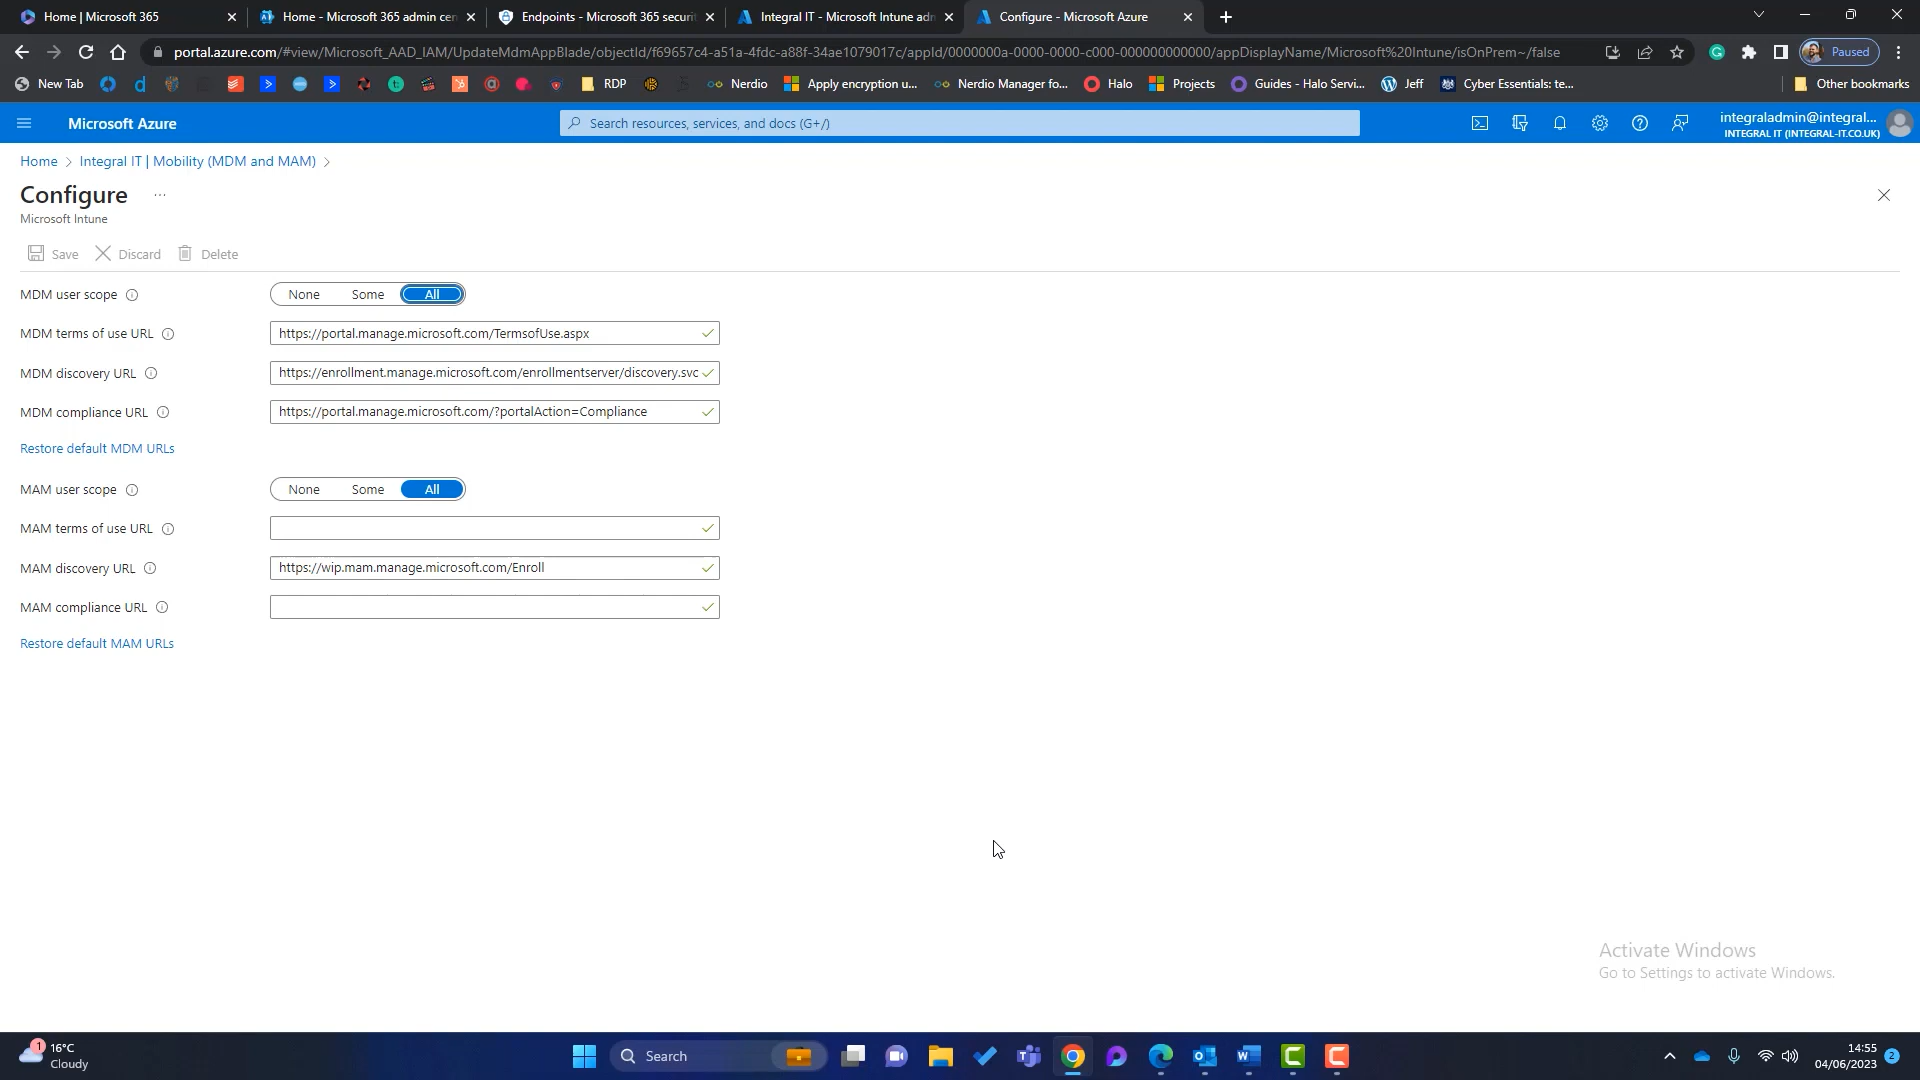 Home | Microsoft 365
Home - Microsoft 365 admin cen
Endpoints - Microsoft 365 securi
Integral IT - Microsoft Intune adm
Configure - Microsoft Azure
portal.azure.com/#view/Microsoft_AAD_IAM/UpdateMdmAppBlade/objectId/f69657c4-a51a-4fdc-a88f-34ae1079017c/appId/0000000a-0000-0000-c000-000000000000/appDisplayName/Microsoft%20Intune/isOnPrem~/false
Paused
New Tab
RDP
Nerdio
Apply encryption u...
Nerdio Manager fo...
Halo
Projects
Guides - Halo Servi...
Jeff
Cyber Essentials: te...
Other bookmarks
Microsoft Azure
Search resources, services, and docs (G+/)
integraladmin@integral...
INTEGRAL IT (INTEGRAL-IT.CO.UK)
Home > Integral IT | Mobility (MDM and MAM) >
Configure ...
Microsoft Intune
Save
Discard
Delete
MDM user scope
None
Some
All
MDM terms of use URL
https://portal.manage.microsoft.com/TermsofUse.aspx
MDM discovery URL
https://enrollment.manage.microsoft.com/enrollmentserver/discovery.svc
MDM compliance URL
https://portal.manage.microsoft.com/?portalAction=Compliance
Restore default MDM URLs
MAM user scope
None
Some
All
MAM terms of use URL
MAM discovery URL
https://wip.mam.manage.microsoft.com/Enroll
MAM compliance URL
Restore default MAM URLs
Activate Windows
Go to Settings to activate Windows.
1
16°C
Cloudy
Search
14:55
04/06/2023
2